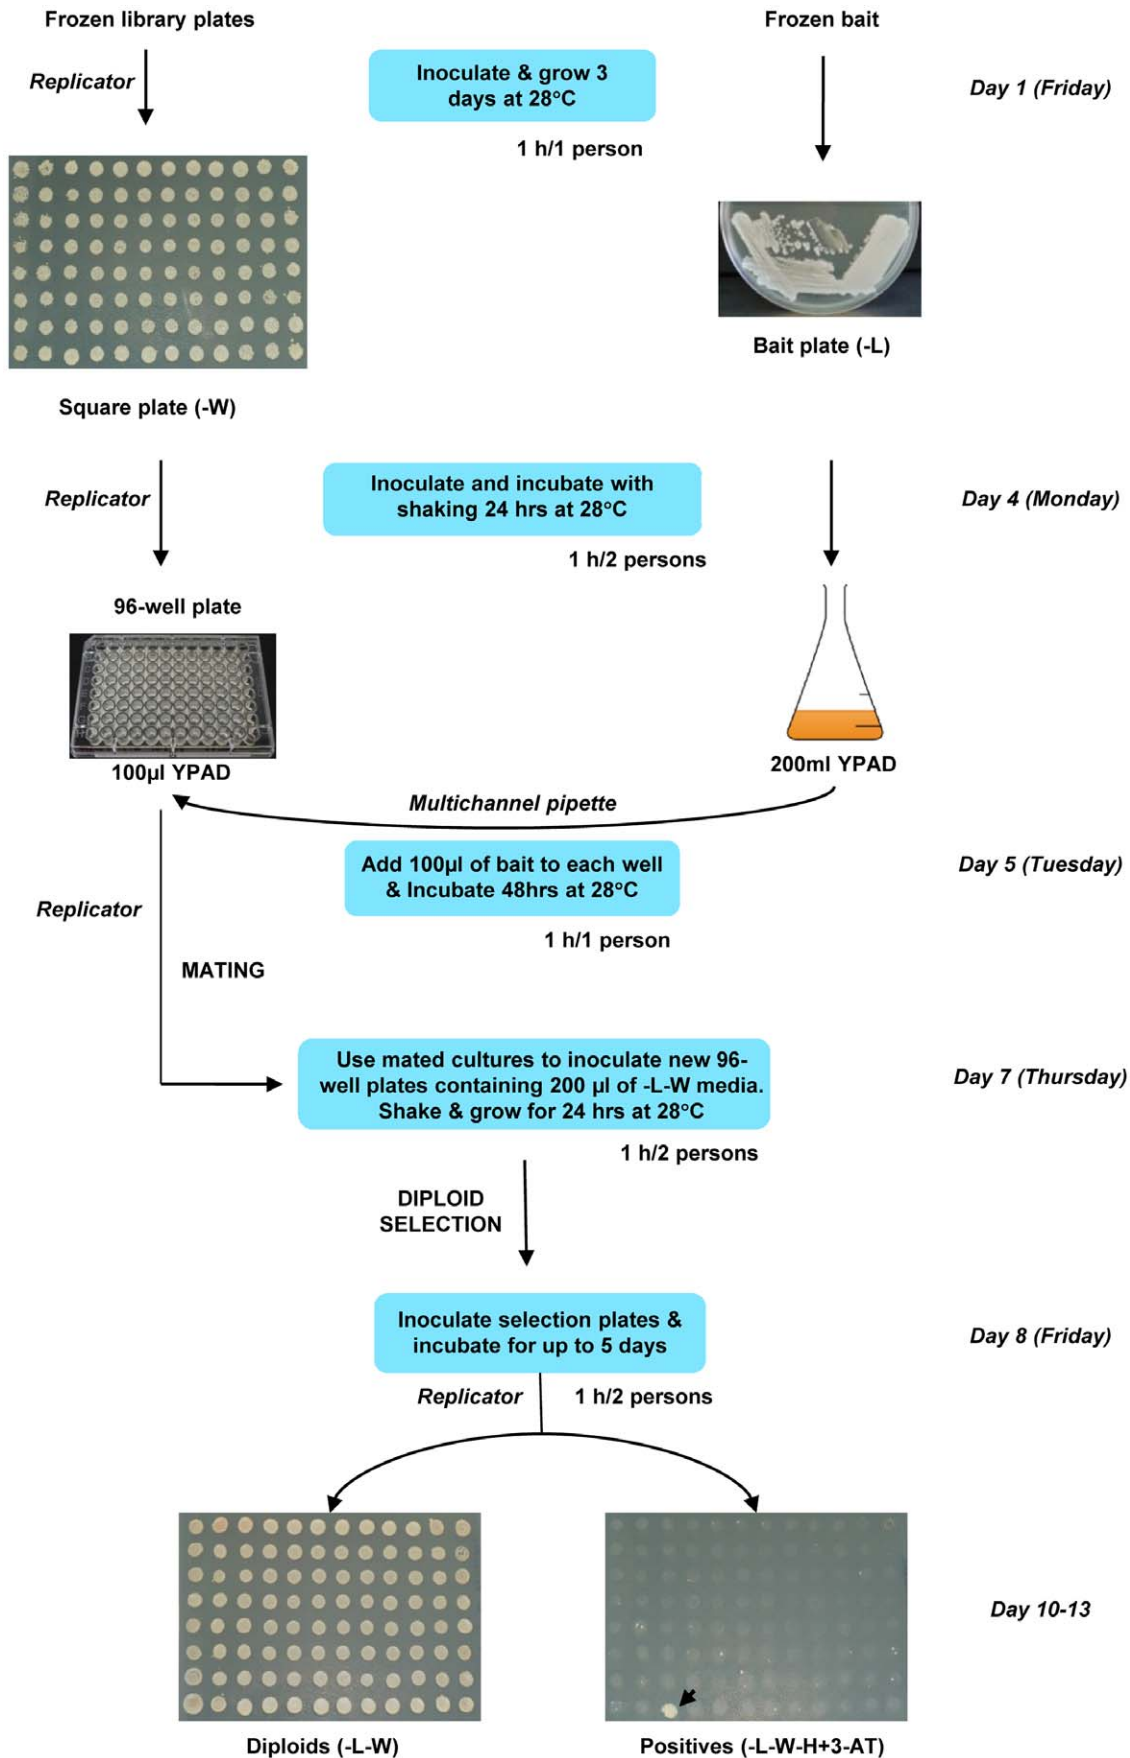 Frozen library plates
Frozen bait
Replicator
Inoculate & grow 3
days at 28°C
Day 1 (Friday)
1 h/1 person
Bait plate (-L)
Square plate (-W)
Replicator
Inoculate and incubate with
shaking 24 hrs at 28°C
Day 4 (Monday)
1 h/2 persons
96-well plate
100µl YPAD
200ml YPAD
Multichannel pipette
Add 100µl of bait to each well
& Incubate 48hrs at 28°C
Day 5 (Tuesday)
Replicator
1 h/1 person
MATING
Use mated cultures to inoculate new 96-
well plates containing 200 µl of -L-W media.
Shake & grow for 24 hrs at 28°C
Day 7 (Thursday)
1 h/2 persons
DIPLOID
SELECTION
Inoculate selection plates &
incubate for up to 5 days
Day 8 (Friday)
Replicator
1 h/2 persons
Day 10-13
Diploids (-L-W)
Positives (-L-W-H+3-AT)